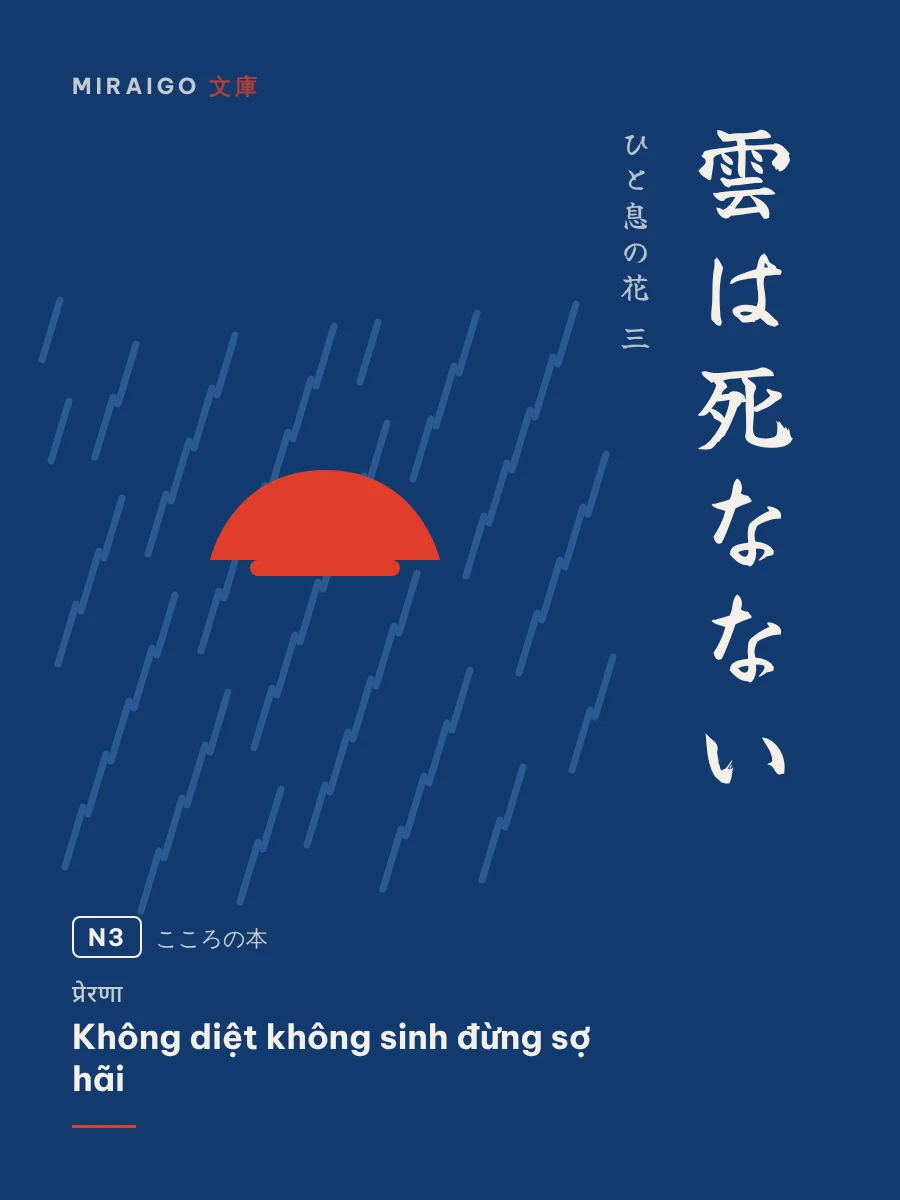 MIRAIGO 文庫
雲は死なない
ひと息の花 三
N3 こころの本
प्रेरणा
Không diệt không sinh đừng sợ
hãi